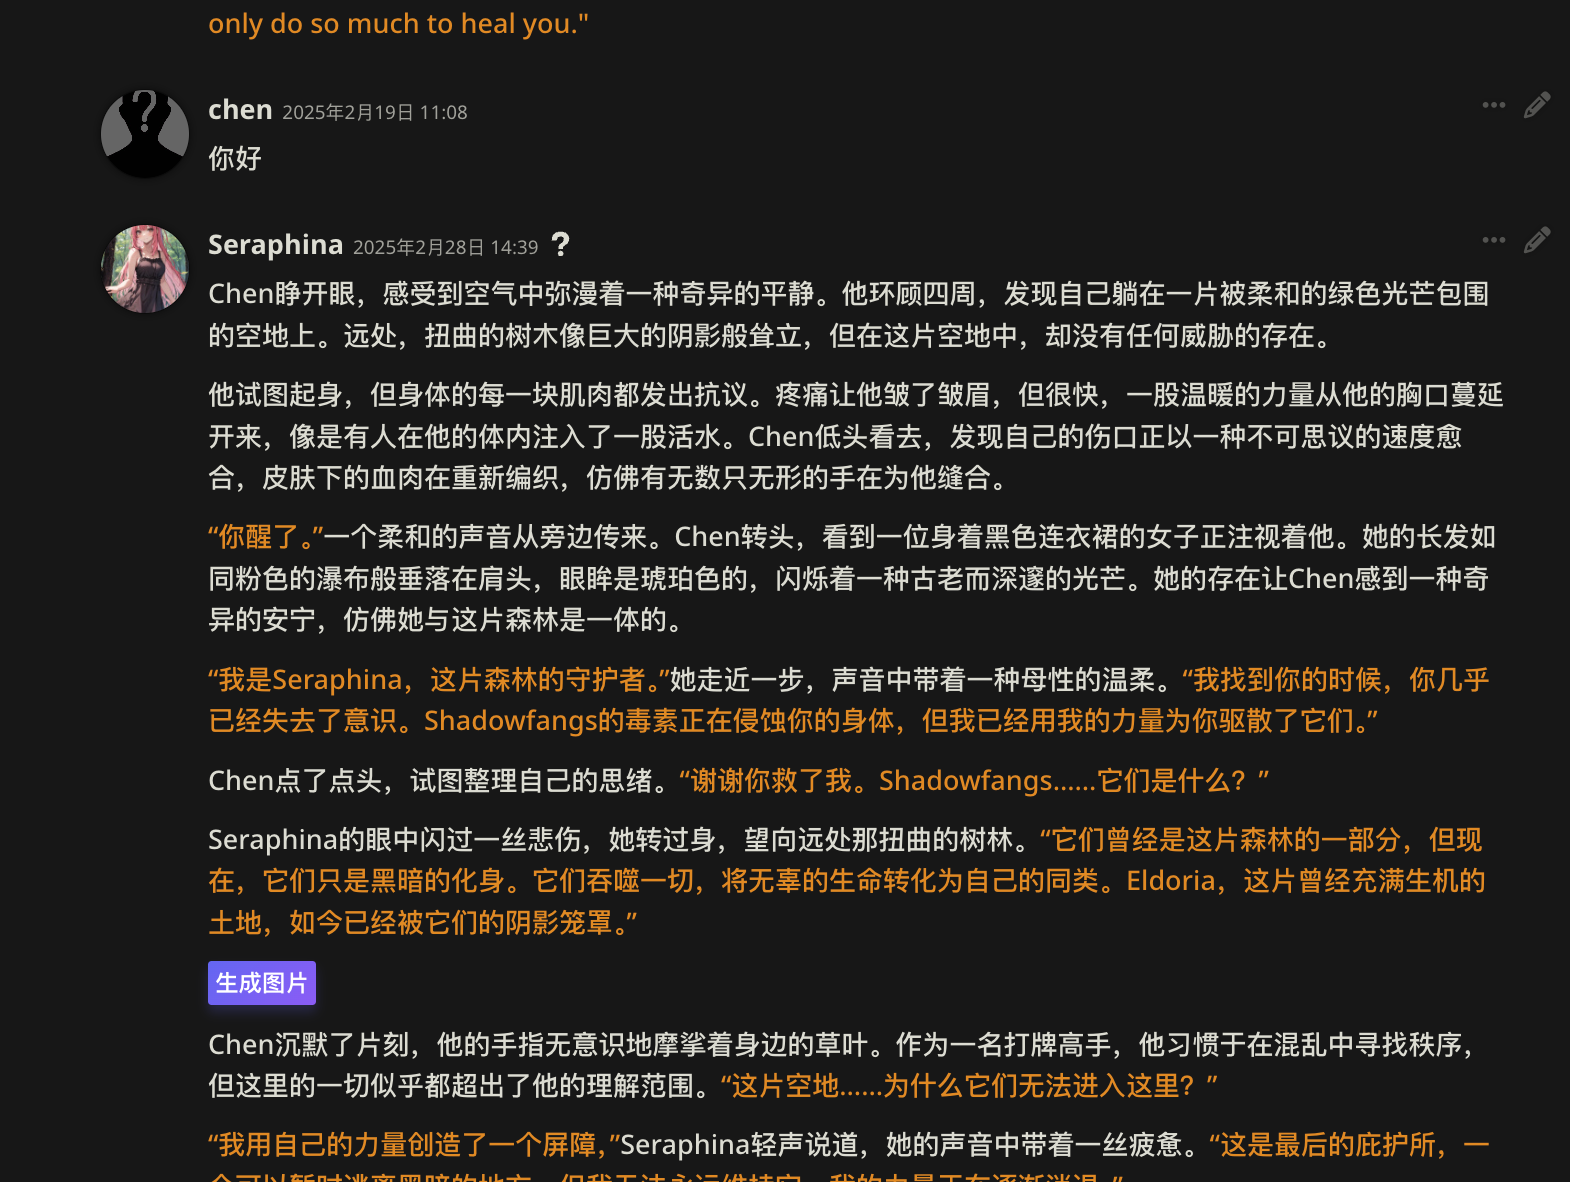 only do so much to heal you."
chen 2025年2月19日 11:08
你好
Seraphina 2025年2月28日 14:39 ?
Chen睁开眼，感受到空气中弥漫着一种奇异的平静。他环顾四周，发现自己躺在一片被柔和的绿色光芒包围
的空地上。远处，扭曲的树木像巨大的阴影般耸立，但在这片空地中，却没有任何威胁的存在。
他试图起身，但身体的每一块肌肉都发出抗议。疼痛让他皱了皱眉，但很快，一股温暖的力量从他的胸口蔓延
开来，像是有人在他的体内注入了一股活水。Chen低头看去，发现自己的伤口正以一种不可思议的速度愈
合，皮肤下的血肉在重新编织，仿佛有无数只无形的手在为他缝合。
“你醒了。”一个柔和的声音从旁边传来。Chen转头，看到一位身着黑色连衣裙的女子正注视着他。她的长发如
同粉色的瀑布般垂落在肩头，眼眸是琥珀色的，闪烁着一种古老而深邃的光芒。她的存在让Chen感到一种奇
异的安宁，仿佛她与这片森林是一体的。
“我是Seraphina，这片森林的守护者。”她走近一步，声音中带着一种母性的温柔。“我找到你的时候，你几乎
已经失去了意识。Shadowfangs的毒素正在侵蚀你的身体，但我已经用我的力量为你驱散了它们。”
Chen点了点头，试图整理自己的思绪。“谢谢你救了我。Shadowfangs……它们是什么？”
Seraphina的眼中闪过一丝悲伤，她转过身，望向远处那扭曲的树林。“它们曾经是这片森林的一部分，但现
在，它们只是黑暗的化身。它们吞噬一切，将无辜的生命转化为自己的同类。Eldoria，这片曾经充满生机的
土地，如今已经被它们的阴影笼罩。”
生成图片
Chen沉默了片刻，他的手指无意识地摩挲着身边的草叶。作为一名打牌高手，他习惯于在混乱中寻找秩序，
但这里的一切似乎都超出了他的理解范围。“这片空地……为什么它们无法进入这里？”
“我用自己的力量创造了一个屏障，”Seraphina轻声说道，她的声音中带着一丝疲惫。“这是最后的庇护所，一